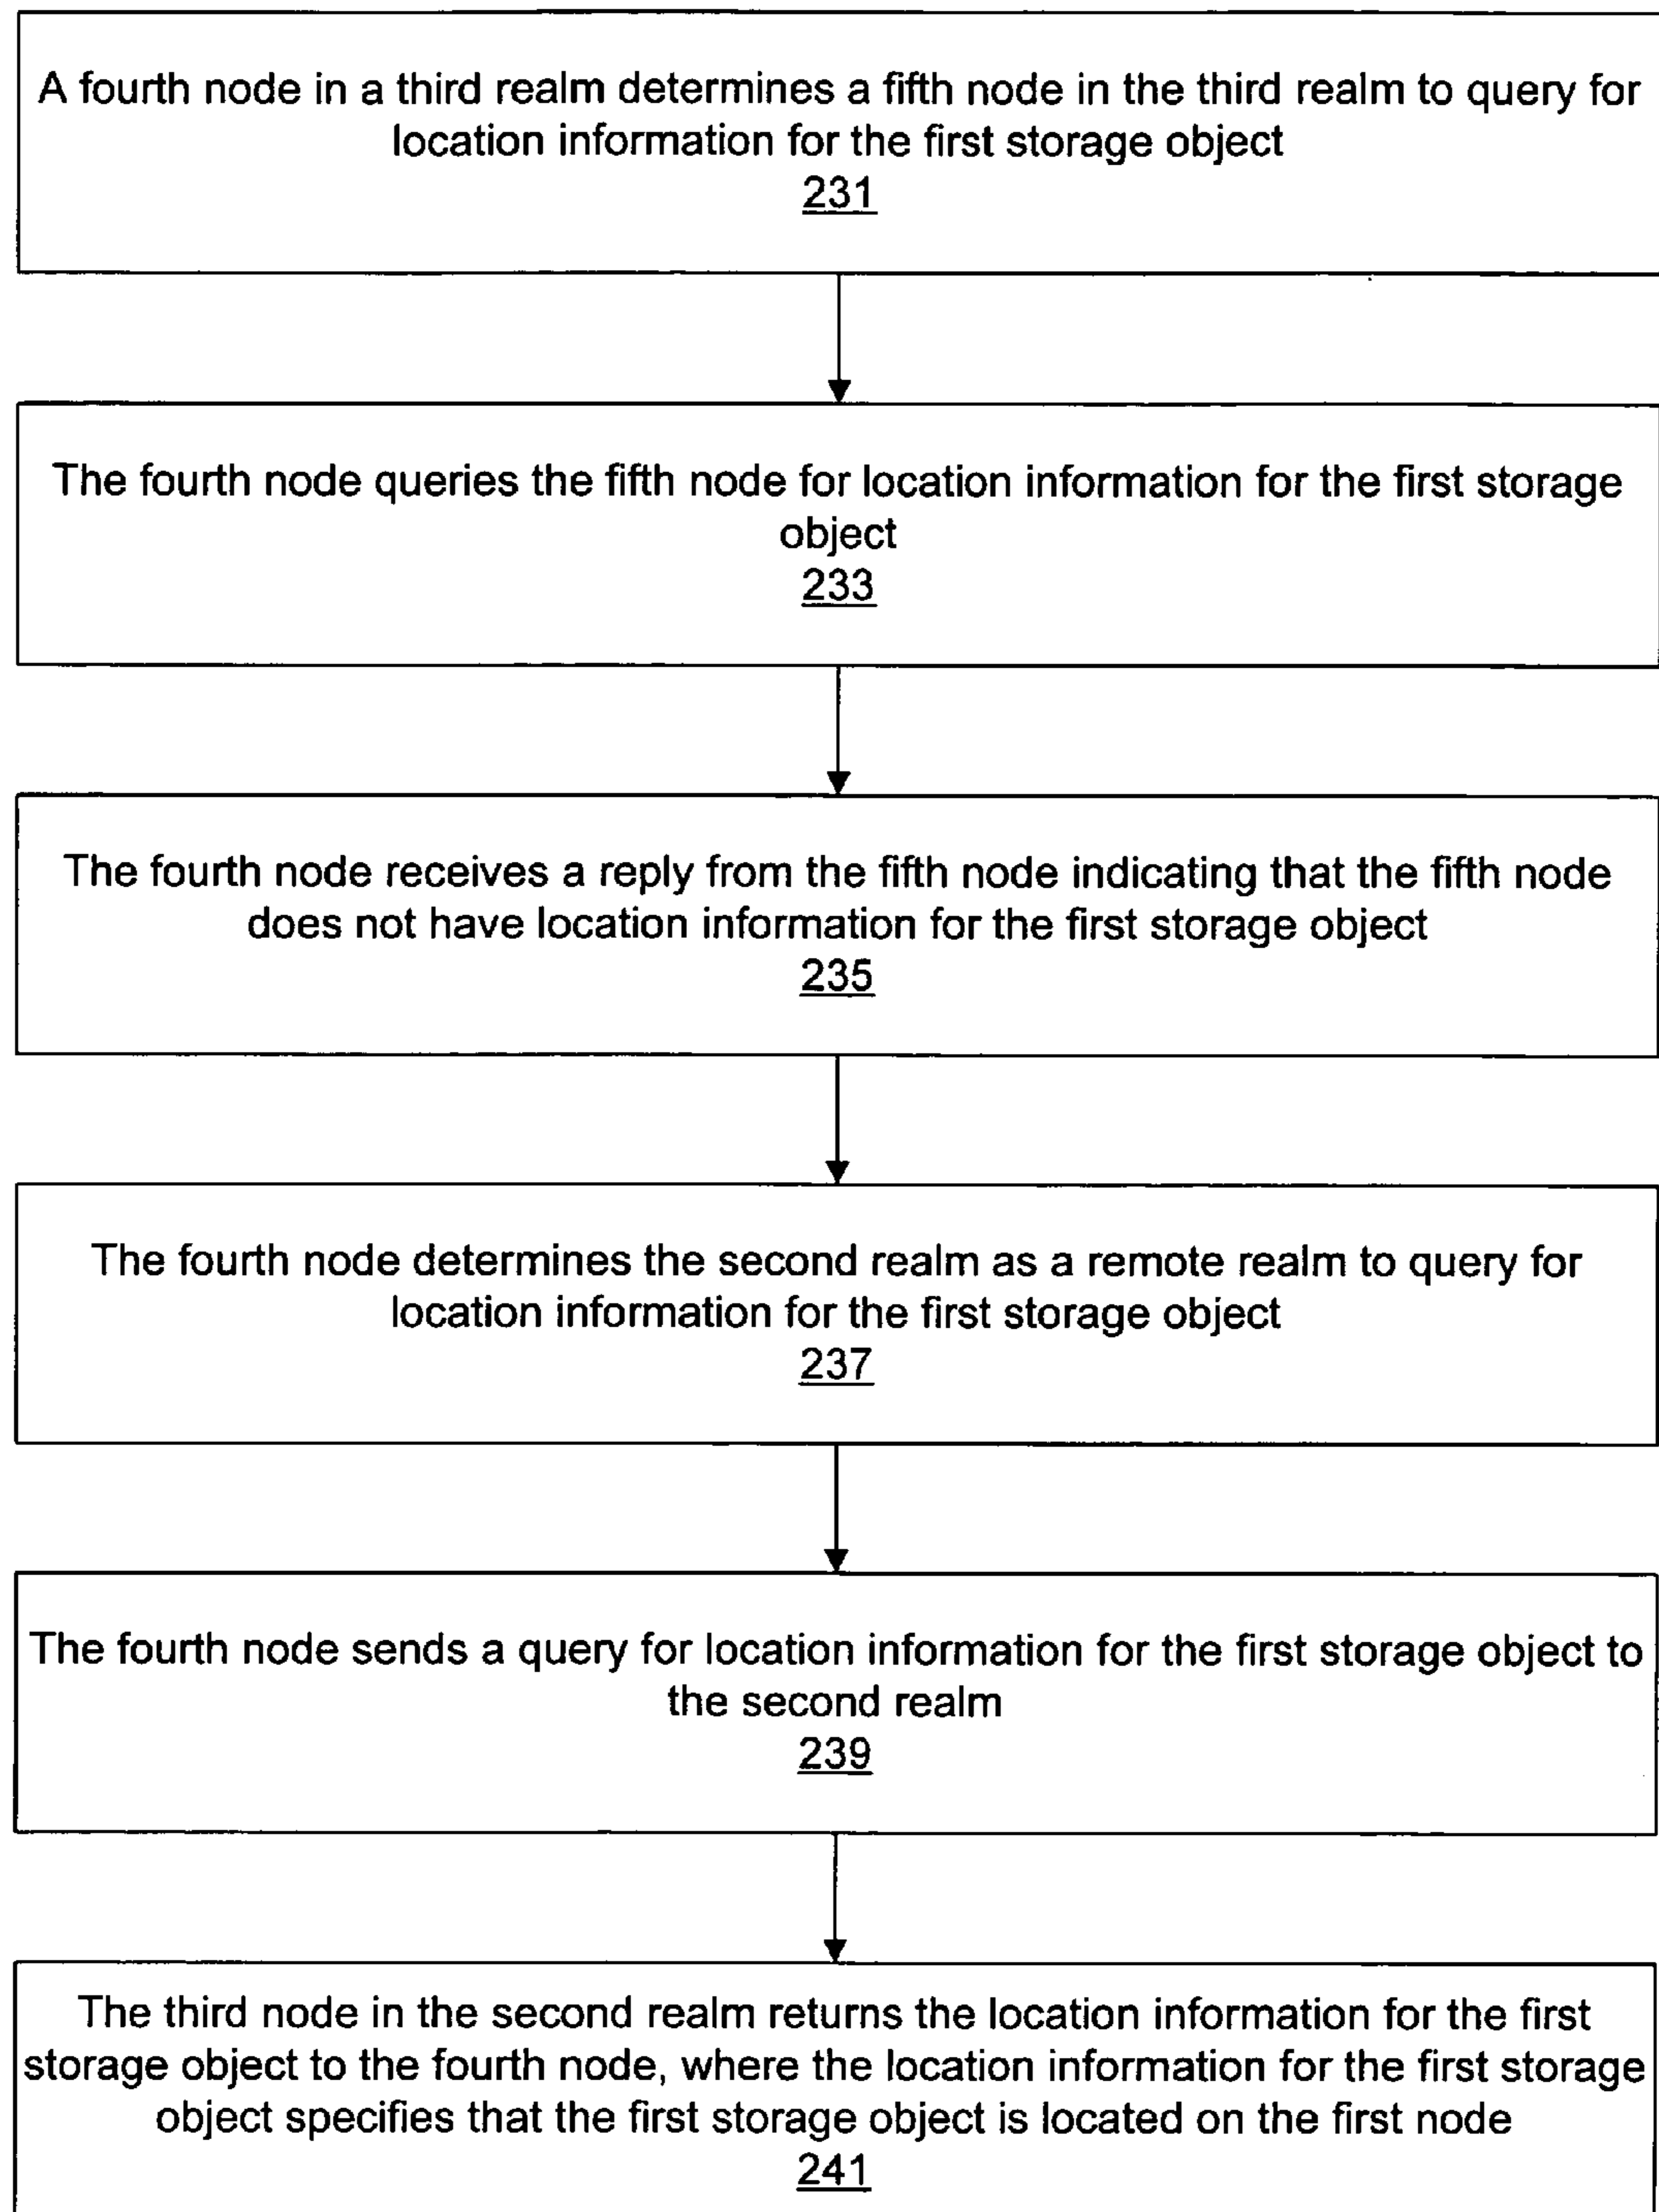 A fourth node in a third realm determines a fifth node in the third realm to query for
location information for the first storage object
231
The fourth node queries the fifth node for location information for the first storage
object
233
The fourth node receives a reply from the fifth node indicating that the fifth node
does not have location information for the first storage object
235
The fourth node determines the second realm as a remote realm to query for
location information for the first storage object
237
The fourth node sends a query for location information for the first storage object to
the second realm
239
The third node in the second realm returns the location information for the first
storage object to the fourth node, where the location information for the first storage
object specifies that the first storage object is located on the first node
241